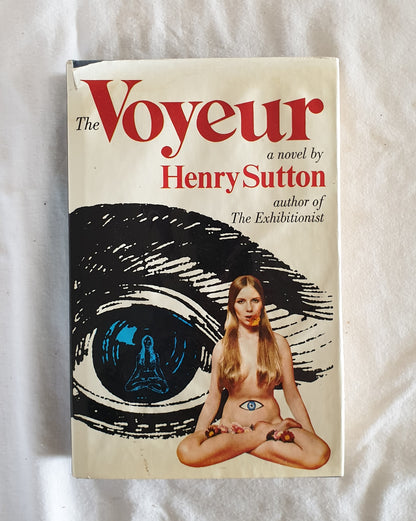 The Voyeur
a novel by
Henry Sutton
author of
The Exhibitionist